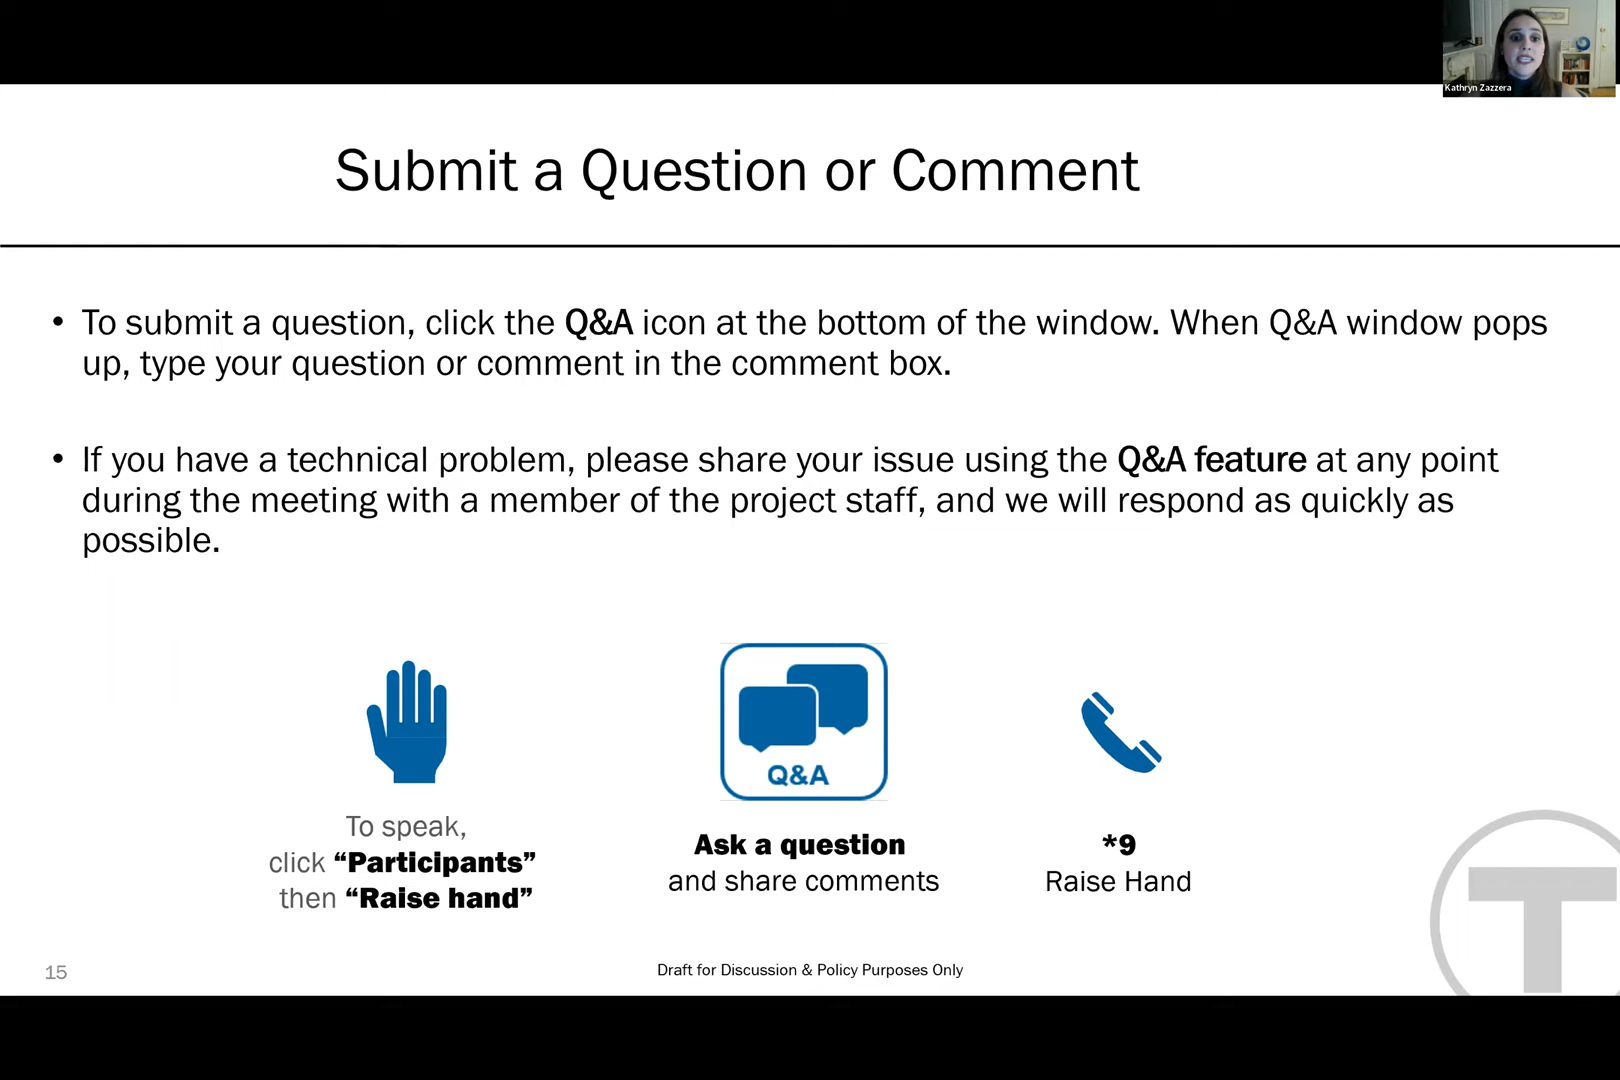 Kathryn Zazzera
Submit a Question or Comment
• To submit a question, click the Q&A icon at the bottom of the window. When Q&A window pops
up, type your question or comment in the comment box.
• If you have a technical problem, please share your issue using the Q&A feature at any point
during the meeting with a member of the project staff, and we will respond as quickly as
possible.
Q&A
To speak,
click “Participants”
then “Raise hand”
Ask a question
and share comments
*9
Raise Hand
T
15
Draft for Discussion & Policy Purposes Only